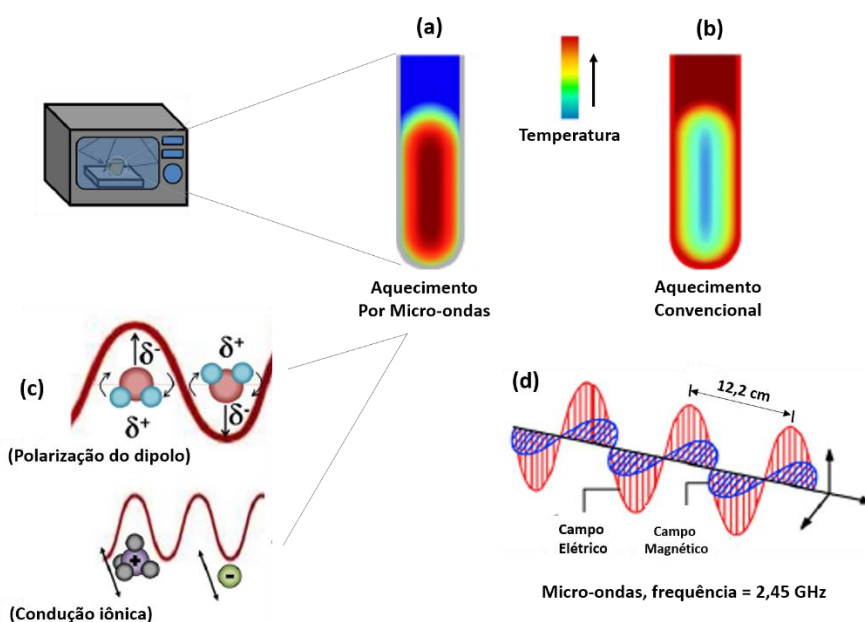 (a)
(b)
Temperatura
Aquecimento
Por Micro-ondas
Aquecimento
Convencional
(c)
δ-
δ+
δ+
δ-
(Polarização do dipolo)
+
-
(Condução iônica)
(d)
12,2 cm
Campo
Elétrico
Campo
Magnético
Micro-ondas, frequência = 2,45 GHz